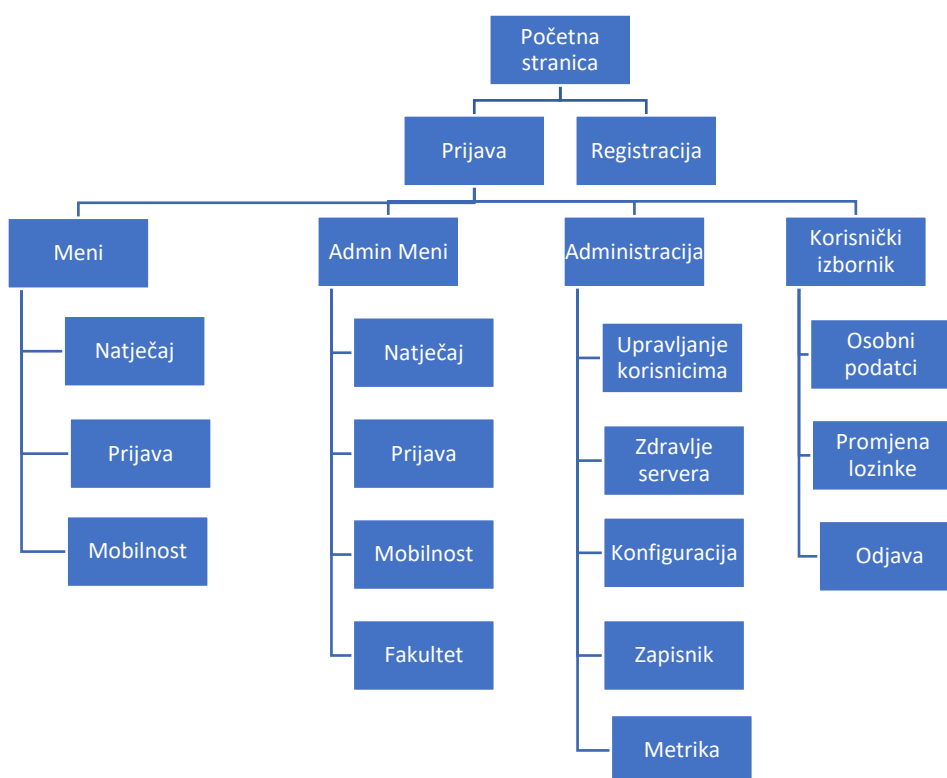 Početna
stranica
Prijava
Registracija
Meni
Admin Meni
Administracija
Korisnički
izbornik
Natječaj
Prijava
Mobilnost
Natječaj
Prijava
Mobilnost
Fakultet
Upravljanje
korisnicima
Zdravlje
servera
Konfiguracija
Zapisnik
Metrika
Osobni
podatci
Promjena
lozinke
Odjava